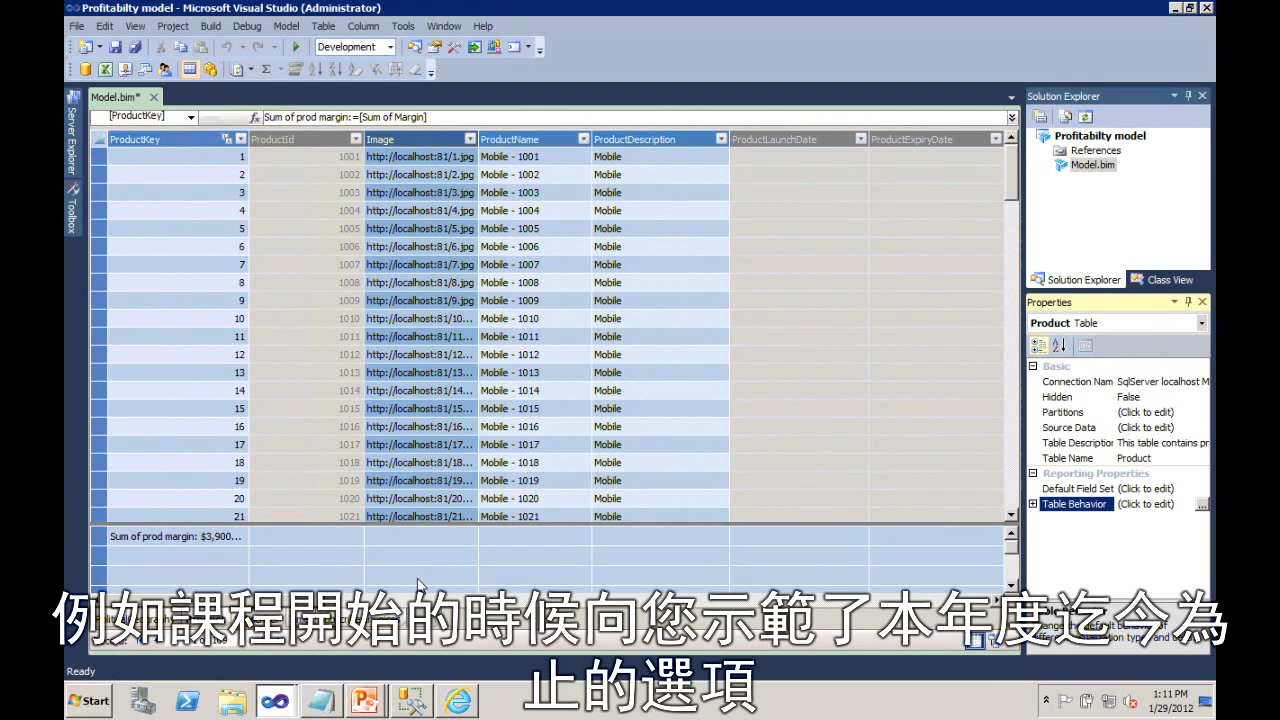 Profitabilty model - Microsoft Visual Studio (Administrator)
File Edit View Project Build Debug Model Table Column Tools Window Help
Development
Model.bim*
Solution Explorer
[ProductKey] fx Sum of prod margin:=[Sum of Margin]
Server Explorer
Toolbox
ProductKey ProductId Image ProductName ProductDescription ProductLaunchDate ProductExpiryDate
1 1001 http://localhost:81/1.jpg Mobile - 1001 Mobile
2 1002 http://localhost:81/2.jpg Mobile - 1002 Mobile
3 1003 http://localhost:81/3.jpg Mobile - 1003 Mobile
4 1004 http://localhost:81/4.jpg Mobile - 1004 Mobile
5 1005 http://localhost:81/5.jpg Mobile - 1005 Mobile
6 1006 http://localhost:81/6.jpg Mobile - 1006 Mobile
7 1007 http://localhost:81/7.jpg Mobile - 1007 Mobile
8 1008 http://localhost:81/8.jpg Mobile - 1008 Mobile
9 1009 http://localhost:81/9.jpg Mobile - 1009 Mobile
10 1010 http://localhost:81/10... Mobile - 1010 Mobile
11 1011 http://localhost:81/11... Mobile - 1011 Mobile
12 1012 http://localhost:81/12... Mobile - 1012 Mobile
13 1013 http://localhost:81/13... Mobile - 1013 Mobile
14 1014 http://localhost:81/14... Mobile - 1014 Mobile
15 1015 http://localhost:81/15... Mobile - 1015 Mobile
16 1016 http://localhost:81/16... Mobile - 1016 Mobile
17 1017 http://localhost:81/17... Mobile - 1017 Mobile
18 1018 http://localhost:81/18... Mobile - 1018 Mobile
19 1019 http://localhost:81/19... Mobile - 1019 Mobile
20 1020 http://localhost:81/20... Mobile - 1020 Mobile
21 1021 http://localhost:81/21... Mobile - 1021 Mobile
Sum of prod margin: $3,900...
Profitabilty model
References
Model.bim
Solution Explorer Class View
Properties
Product Table
Basic
Connection Nam SqlServer localhost M
Hidden False
Partitions (Click to edit)
Source Data (Click to edit)
Table Description This table contains pr
Table Name Product
Reporting Properties
Default Field Set (Click to edit)
Table Behavior (Click to edit)
例如課程開始的時候向您示範了本年度迄今為
止的選項
Ready
Start
1:11 PM
1/29/2012